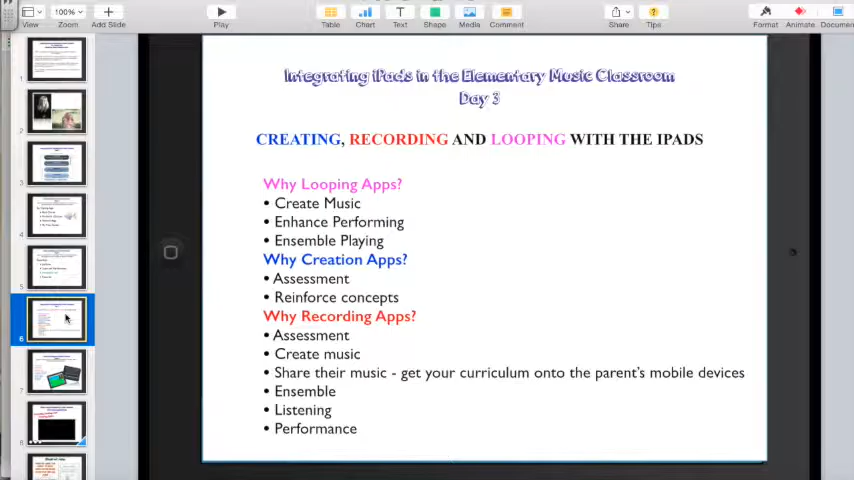 100%
View
Zoom
Add Slide
Play
Table
Chart
Text
Shape
Media
Comment
Share
Tips
Format
Animate
Documen
Integrating iPads in the Elementary Music Classroom
Day 3
CREATING, RECORDING AND LOOPING WITH THE IPADS
Why Looping Apps?
• Create Music
• Enhance Performing
• Ensemble Playing
Why Creation Apps?
• Assessment
• Reinforce concepts
Why Recording Apps?
• Assessment
• Create music
• Share their music - get your curriculum onto the parent's mobile devices
• Ensemble
• Listening
• Performance
1
2
3
4
5
6
7
8